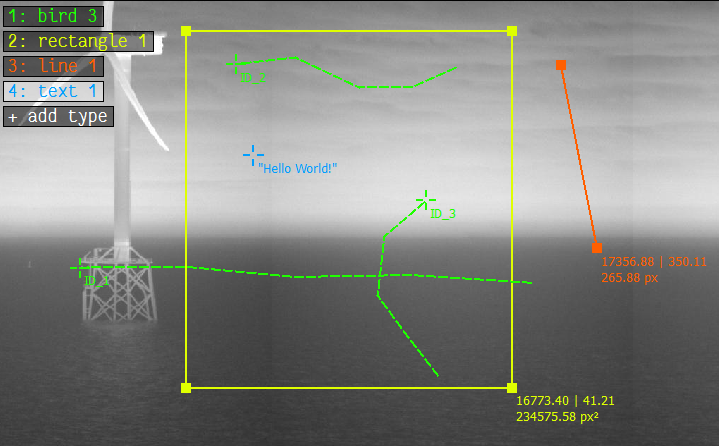 1: bird 3
2: rectangle 1
3: line 1
4: text 1
+ add type
ID_2
"Hello World!"
ID_3
ID_1
17356.88 | 350.11
265.88 px
16773.40 | 41.21
234575.58 px²